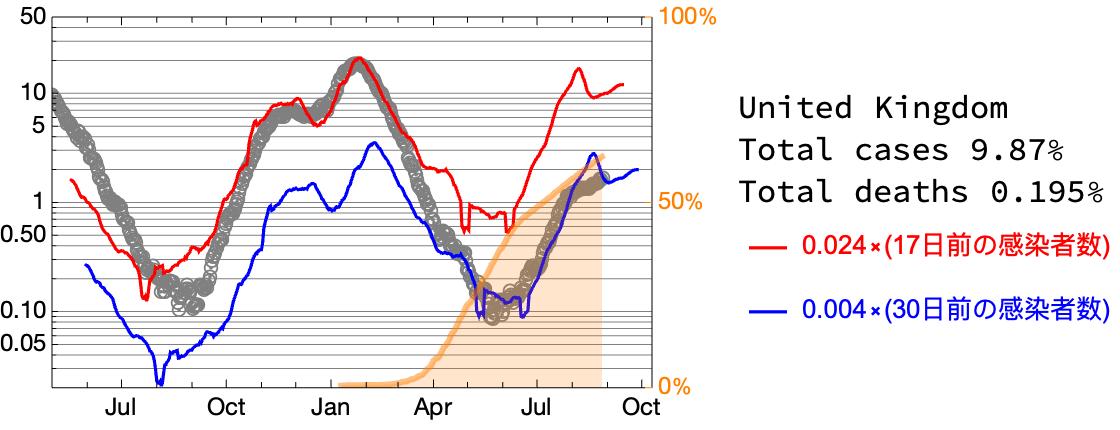 50
10
5
1
0.50
0.10
0.05
100%
50%
0%
Jul
Oct
Jan
Apr
Jul
Oct
United Kingdom
Total cases 9.87%
Total deaths 0.195%
0.024×(17日前の感染者数)
0.004×(30日前の感染者数)